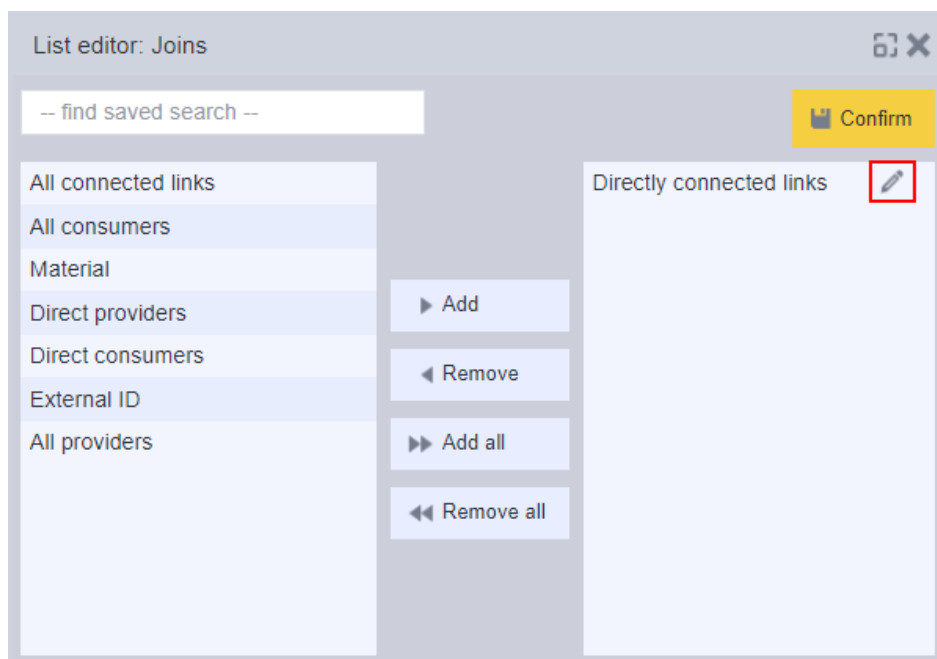 List editor: Joins
-- find saved search --
Confirm
All connected links
All consumers
Material
Direct providers
Direct consumers
External ID
All providers
Add
Remove
Add all
Remove all
Directly connected links